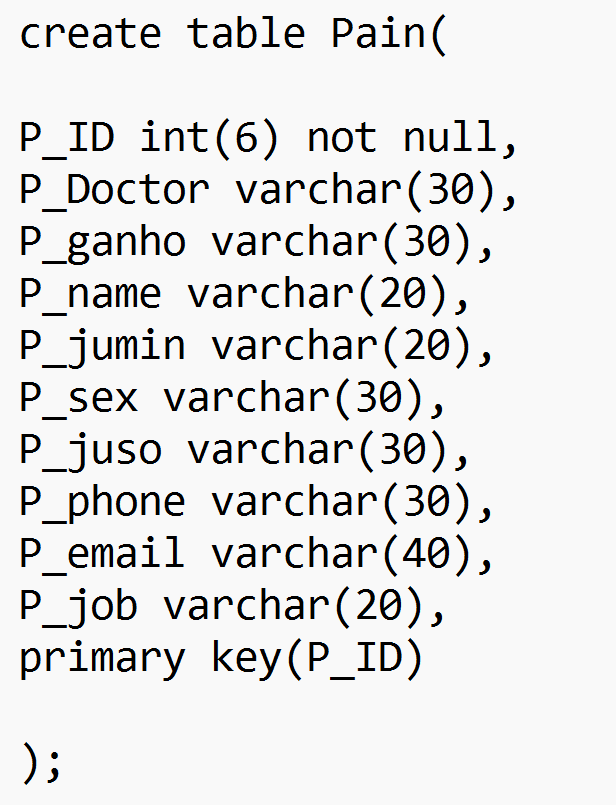 create table Pain(
P_ID int(6) not null,
P_Doctor varchar(30),
P_ganho varchar(30),
P_name varchar(20),
P_jumin varchar(20),
P_sex varchar(30),
P_juso varchar(30),
P_phone varchar(30),
P_email varchar(40),
P_job varchar(20),
primary key(P_ID)
);